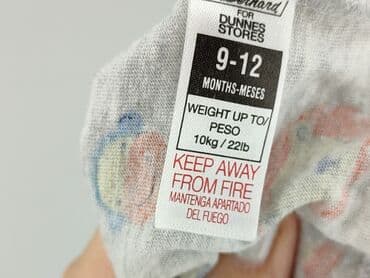 FOR
DUNNES
STORES
9-12
MONTHS-MESES
WEIGHT UP TO/
PESO
10kg / 22lb
KEEP AWAY
FROM FIRE
MANTENGA APARTADO
DEL FUEGO